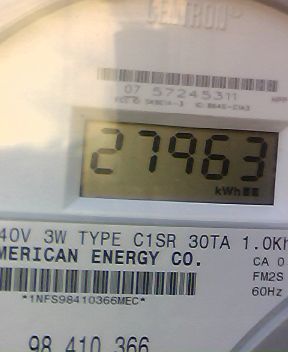 CENTRON
07 57245311
27963
kWh
40V 3W TYPE C1SR 30TA 1.0Kh
MERICAN ENERGY CO.
CA 0.
FM2S
*1NFS98410366MEC*
60Hz
98 410 366